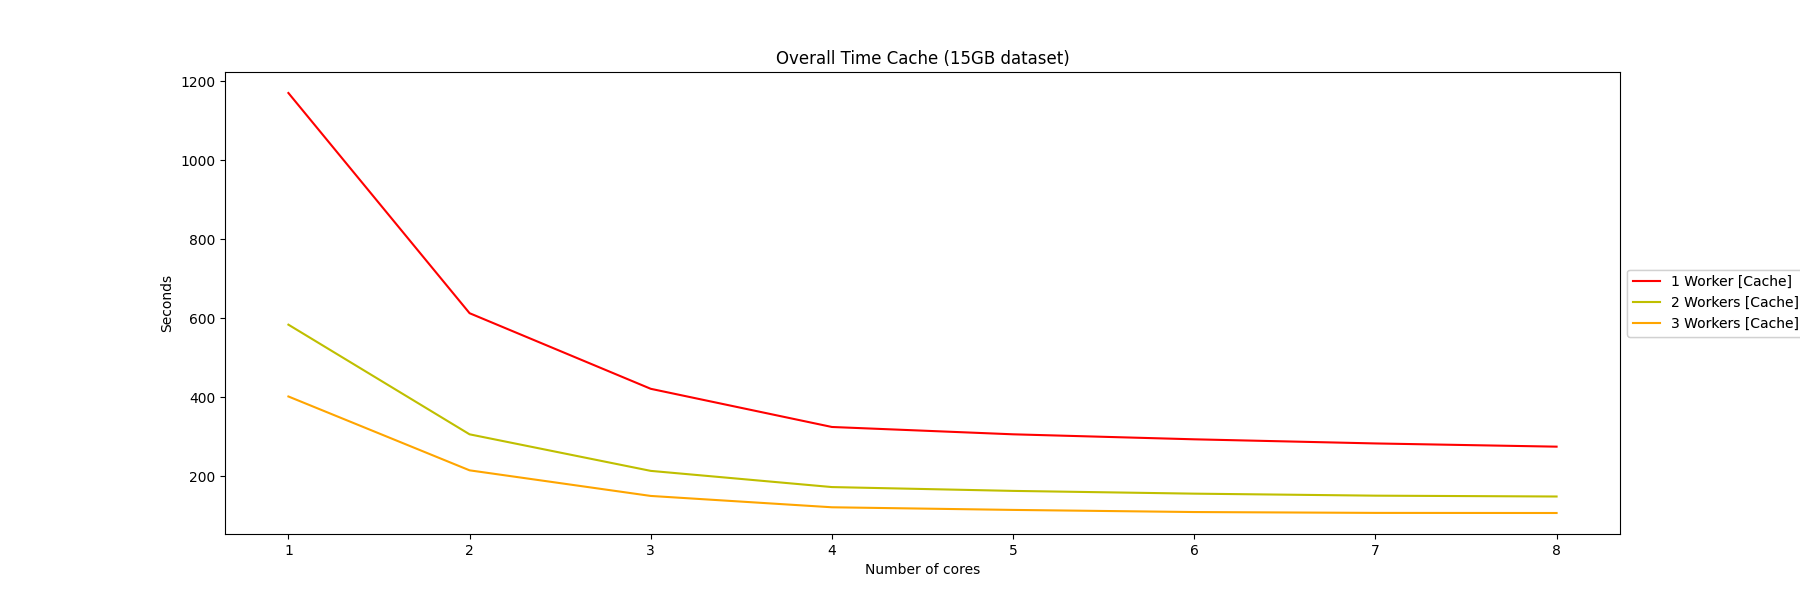 Overall Time Cache (15GB dataset)
1200
1000
800
600
400
200
Seconds
1 2 3 4 5 6 7 8
Number of cores
1 Worker [Cache]
2 Workers [Cache]
3 Workers [Cache]